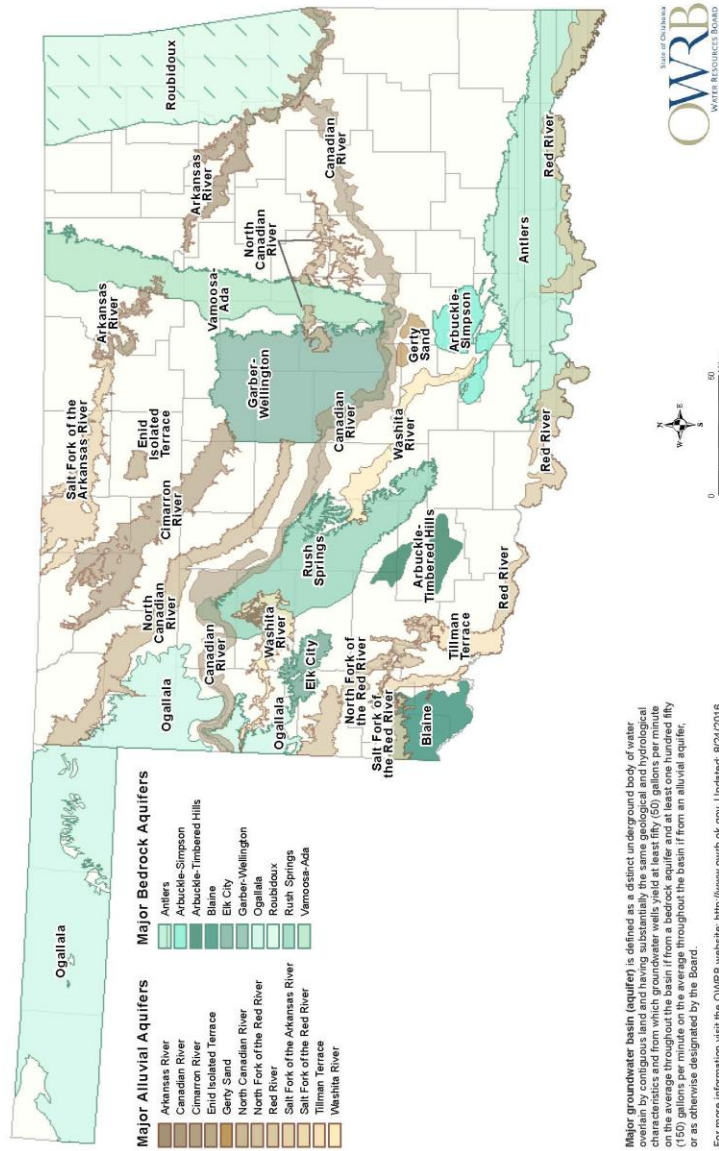 Ogallala
Ogallala
North
Canadian
River
Salt Fork of the
Arkansas River
Arkansas
River
Enid
Isolated
Terrace
Cimarron
River
Vamoosa-
Ada
Roubidoux
Arkansas
River
Canadian
River
Garber-
Wellington
North
Canadian
River
Canadian
River
Ogallala
Washita
River
Elk City
Rush
Springs
Canadian
River
Washita
River
Gerty
Sand
Arbuckle-
Simpson
Arbuckle-
Timbered Hills
North Fork of
the Red River
Salt Fork of
the Red River
Blaine
Tillman
Terrace
Red River
Red River
Antlers
Red River
Major Alluvial Aquifers
Arkansas River
Canadian River
Cimarron River
Enid Isolated Terrace
Gerty Sand
North Canadian River
North Fork of the Red River
Red River
Salt Fork of the Arkansas River
Salt Fork of the Red River
Tillman Terrace
Washita River
Major Bedrock Aquifers
Antlers
Arbuckle-Simpson
Arbuckle-Timbered Hills
Blaine
Elk City
Garber-Wellington
Ogallala
Roubidoux
Rush Springs
Vamoosa-Ada
Major groundwater basin (aquifer) is defined as a distinct underground body of water
overlain by contiguous land and having substantially the same geological and hydrological
characteristics and from which groundwater wells yield at least fifty (50) gallons per minute
on the average throughout the basin if from a bedrock aquifer and at least one hundred fifty
(150) gallons per minute on the average throughout the basin if from an alluvial aquifer,
or as otherwise designated by the Board.
For more information visit the OWRB website: http://www.owrb.ok.gov Updated: 8/24/2016
N
W E
S
0 50
State of Oklahoma
OWRB
WATER RESOURCES BOARD